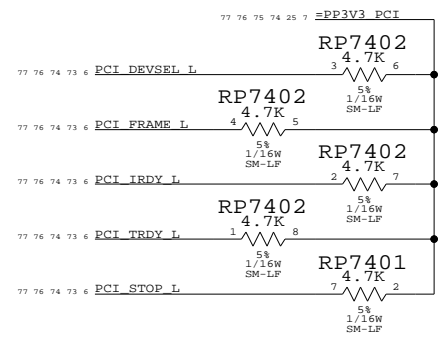 77 76 75 74 25 7 =PP3V3_PCI
RP7402
4.7K
77 76 74 73 6 PCI_DEVSEL_L 3 6
5%
1/16W
SM-LF
RP7402
4.7K
77 76 74 73 6 PCI_FRAME_L 4 5
5%
1/16W
SM-LF
RP7402
4.7K
77 76 74 73 6 PCI_IRDY_L 2 7
5%
1/16W
SM-LF
RP7402
4.7K
77 76 74 73 6 PCI_TRDY_L 1 8
5%
1/16W
SM-LF
RP7401
4.7K
77 76 74 73 6 PCI_STOP_L 7 2
5%
1/16W
SM-LF